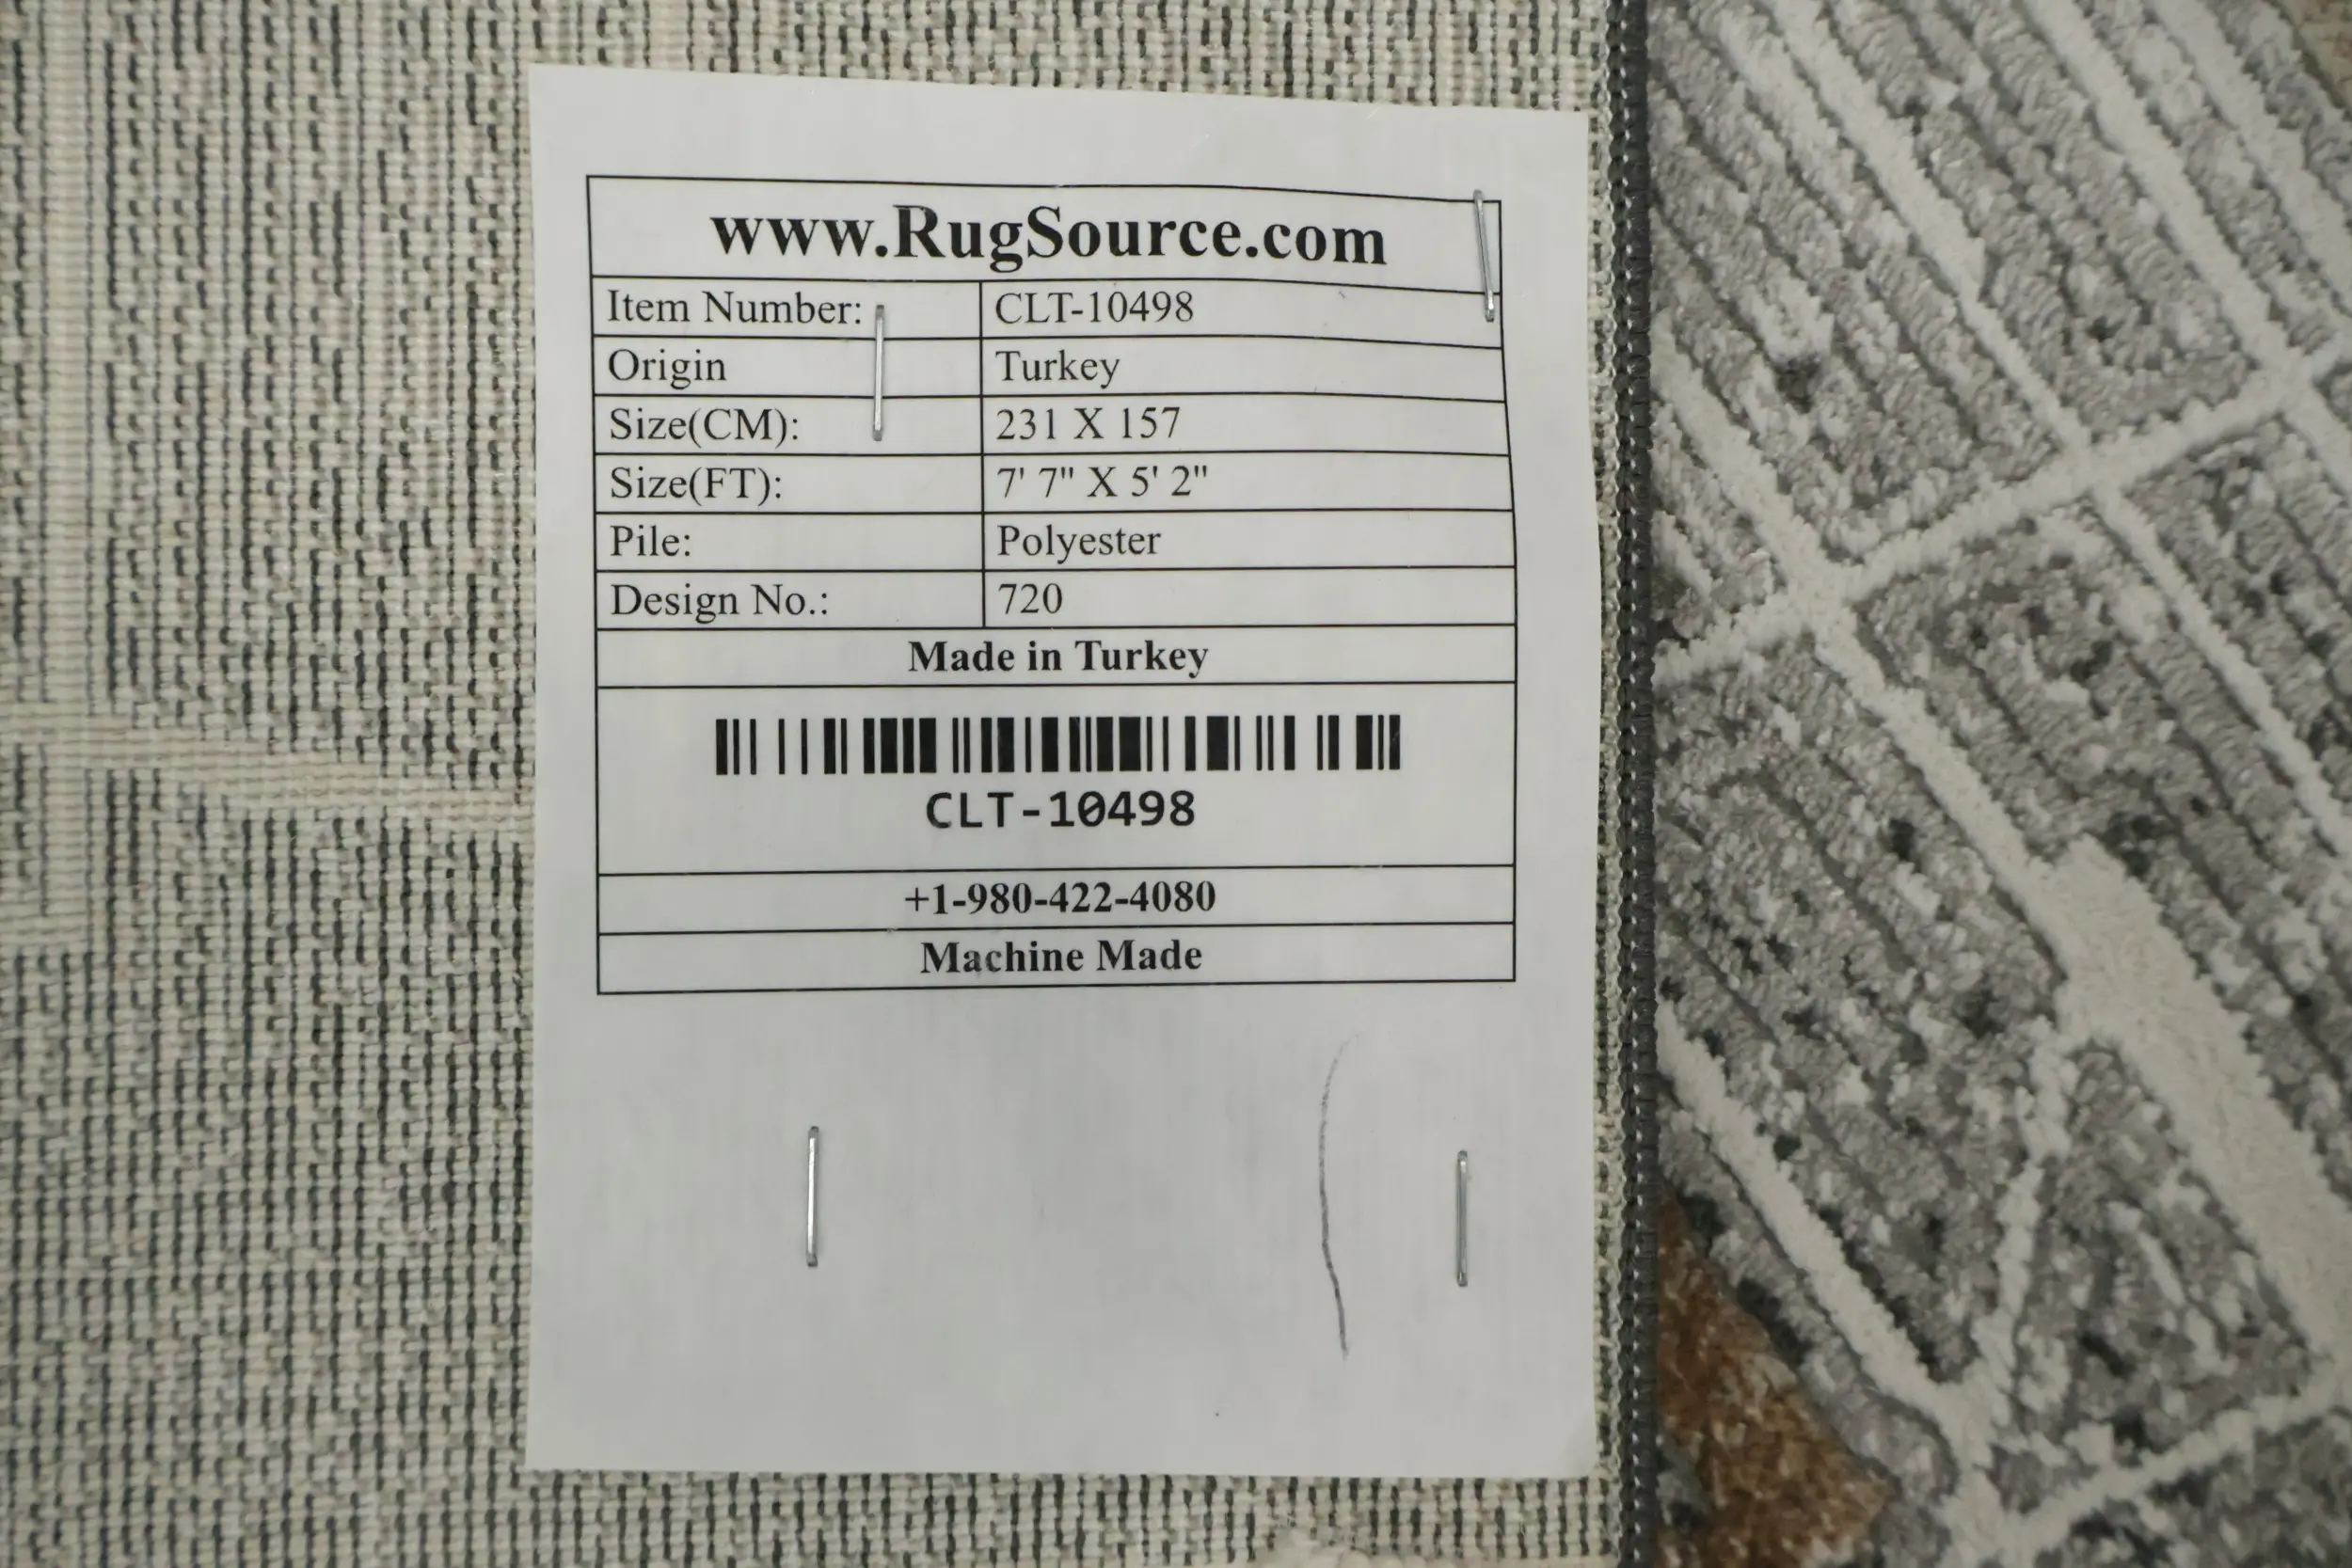 www.RugSource.com
Item Number: CLT-10498
Origin Turkey
Size(CM): 231 X 157
Size(FT): 7' 7" X 5' 2"
Pile: Polyester
Design No.: 720
Made in Turkey
CLT-10498
+1-980-422-4080
Machine Made